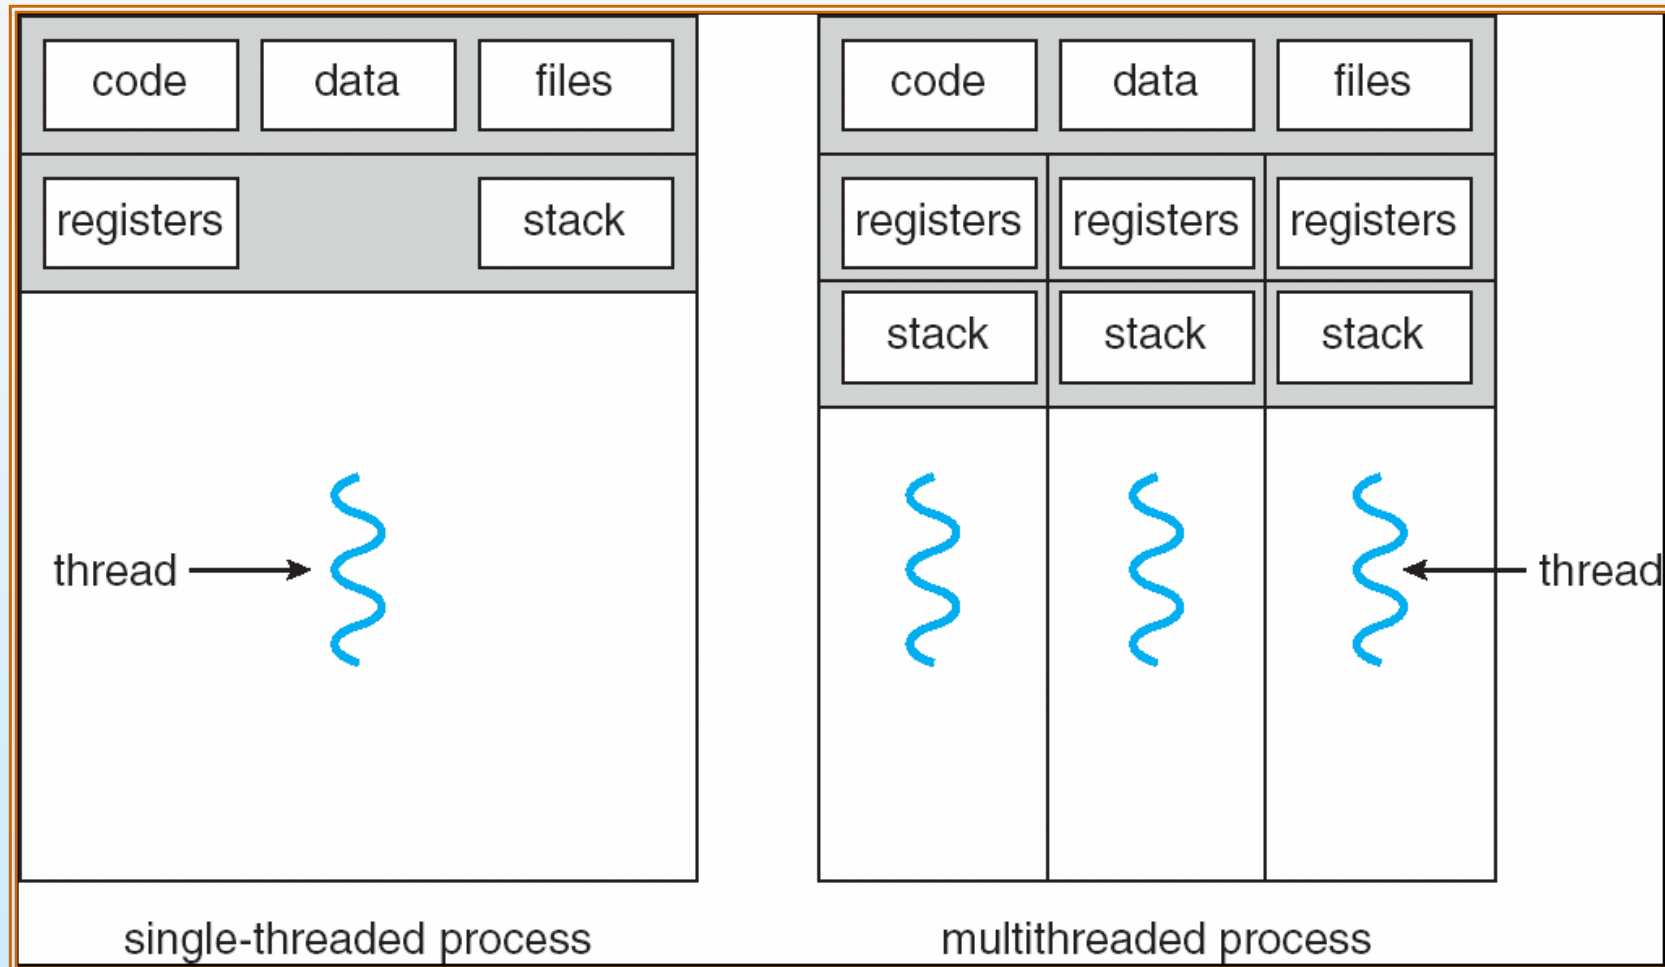 code data files
registers stack
thread
single-threaded process
code data files
registers registers registers
stack stack stack
thread
multithreaded process